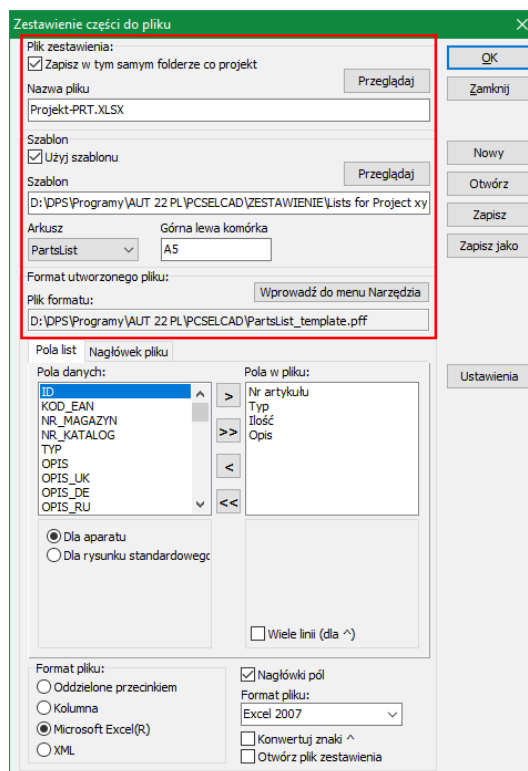 Zestawienie części do pliku
Plik zestawienia:
Zapisz w tym samym folderze co projekt
Przeglądaj
Nazwa pliku
Projekt-PRT.XLSX
Szablon
Użyj szablonu
Przeglądaj
Szablon
D:\DPS\Programy\AUT 22 PL\PCSELCAD\ZESTAWIENIE\Lists for Project xy
Arkusz
Górna lewa komórka
PartsList
A5
Format utworzonego pliku:
Wprowadź do menu Narzędzia
Plik formatu:
D:\DPS\Programy\AUT 22 PL\PCSELCAD\PartsList_template.pff
OK
Zamknij
Nowy
Otwórz
Zapisz
Zapisz jako
Ustawienia
Pola list
Nagłówek pliku
Pola danych:
ID
KOD_EAN
NR_MAGAZYN
NR_KATALOG
TYP
OPIS
OPIS_UK
OPIS_DE
OPIS_RU
>
>>
<
<<
Pola w pliku:
Nr artykułu
Typ
Ilość
Opis
Dla aparatu
Dla rysunku standardowego
Wiele linii (dla ^)
Format pliku:
Oddzielone przecinkiem
Kolumna
Microsoft Excel(R)
XML
Nagłówki pól
Format pliku:
Excel 2007
Konwertuj znaki ^
Otwórz plik zestawienia